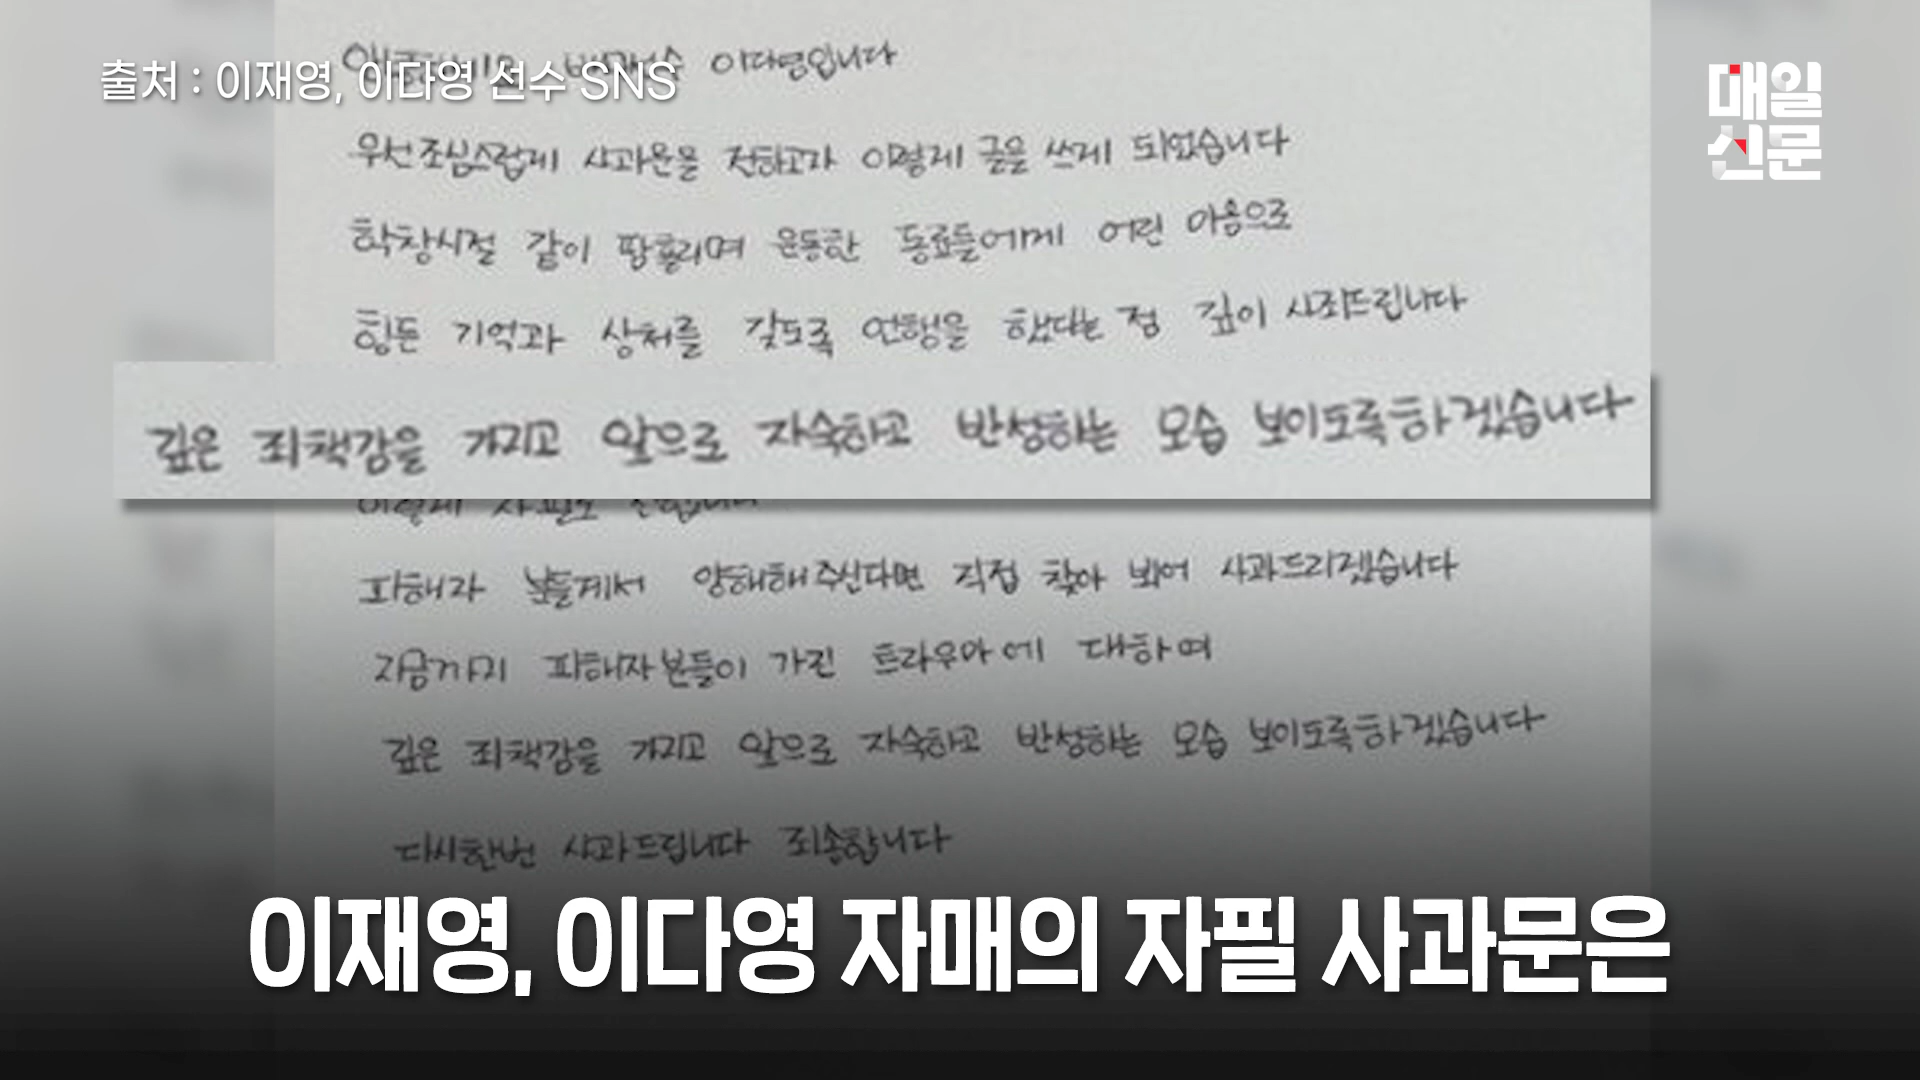 출처 : 이재영, 이다영 선수 SNS
매일
신문
이다영입니다
우선 조심스럽게 사과문을 전하고자 이렇게 글을 쓰게 되었습니다
학창시절 같이 땀흘리며 운동한 동료들에게 어린 마음으로
힘든 기억과 상처를 갖도록 언행을 했다는 점 깊이 사죄드립니다
깊은 죄책감을 가지고 앞으로 자숙하고 반성하는 모습 보이도록하겠습니다
이렇게 자필로
피해자 분들께서 양해해 주신다면 직접 찾아 뵈어 사과드리겠습니다
지금까지 피해자분들이 가진 트라우마에 대하여
깊은 죄책감을 가지고 앞으로 자숙하고 반성하는 모습 보이도록하겠습니다
다시한번 사과드립니다 죄송합니다
이재영, 이다영 자매의 자필 사과문은